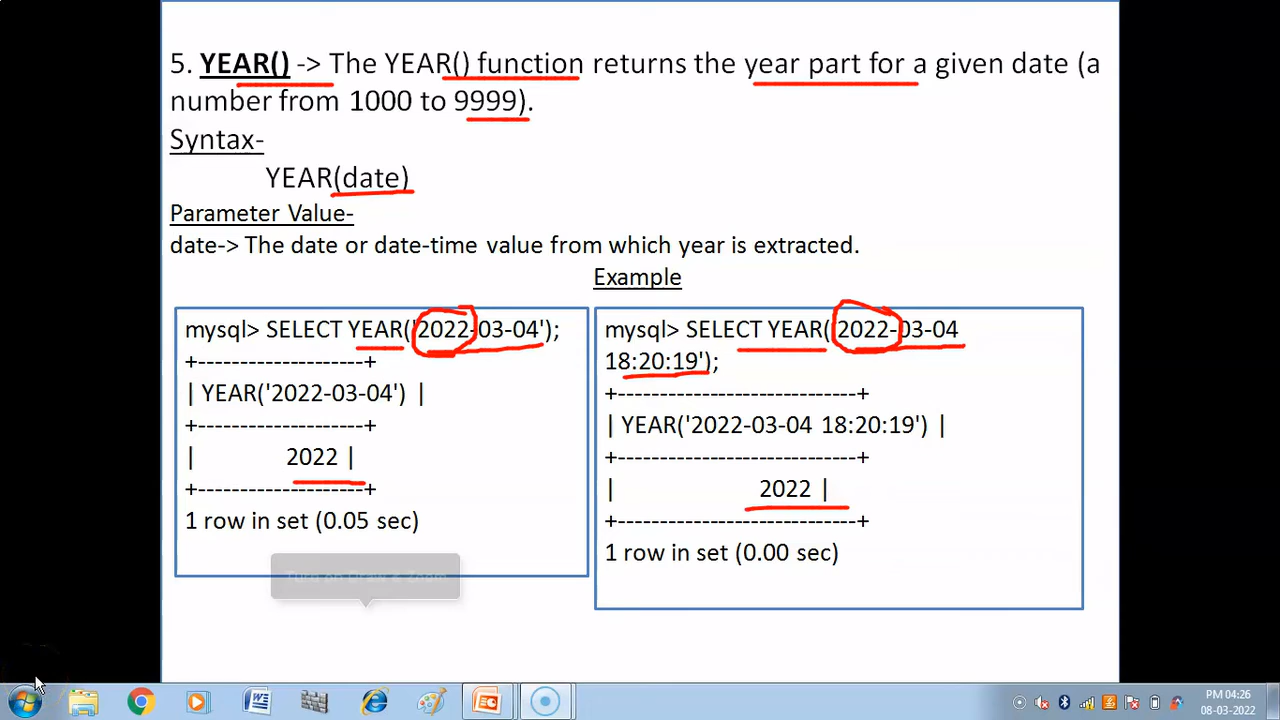 5. YEAR() -> The YEAR() function returns the year part for a given date (a
number from 1000 to 9999).
Syntax-
YEAR(date)
Parameter Value-
date-> The date or date-time value from which year is extracted.
Example
mysql> SELECT YEAR('2022-03-04');
+--------------------+
| YEAR('2022-03-04') |
+--------------------+
| 2022 |
+--------------------+
1 row in set (0.05 sec)
mysql> SELECT YEAR('2022-03-04
18:20:19');
+-----------------------------+
| YEAR('2022-03-04 18:20:19') |
+-----------------------------+
| 2022 |
+-----------------------------+
1 row in set (0.00 sec)
PM 04:26
08-03-2022